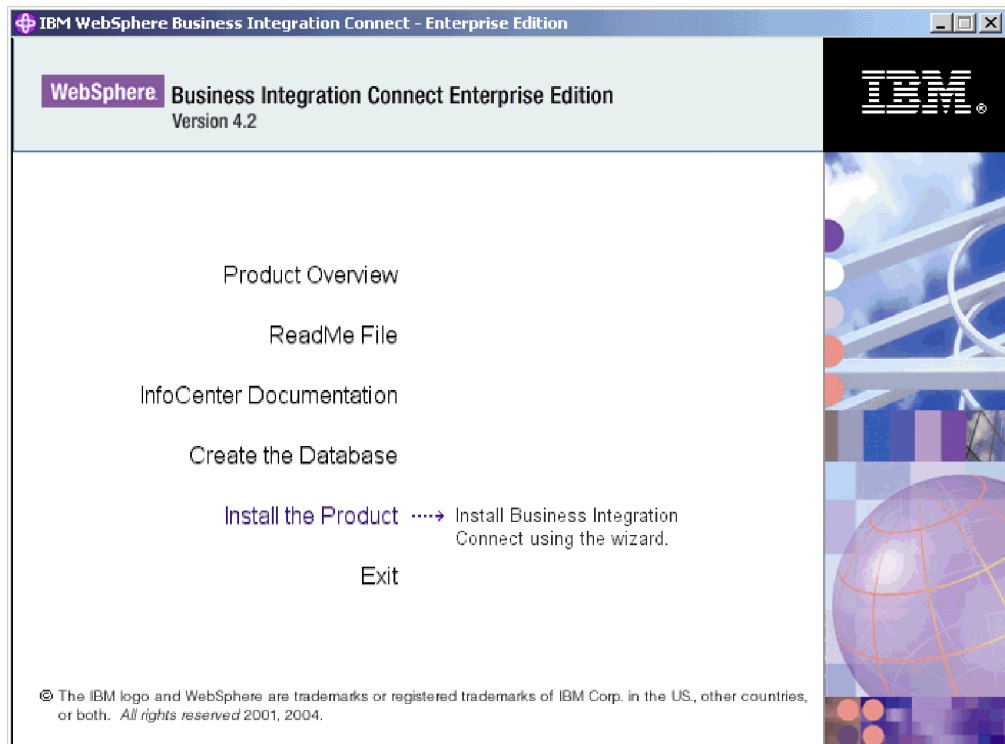 IBM WebSphere Business Integration Connect - Enterprise Edition
WebSphere. Business Integration Connect Enterprise Edition
Version 4.2
IBM®
Product Overview
ReadMe File
InfoCenter Documentation
Create the Database
Install the Product Install Business Integration
Connect using the wizard.
Exit
© The IBM logo and WebSphere are trademarks or registered trademarks of IBM Corp. in the US., other countries,
or both. All rights reserved 2001, 2004.